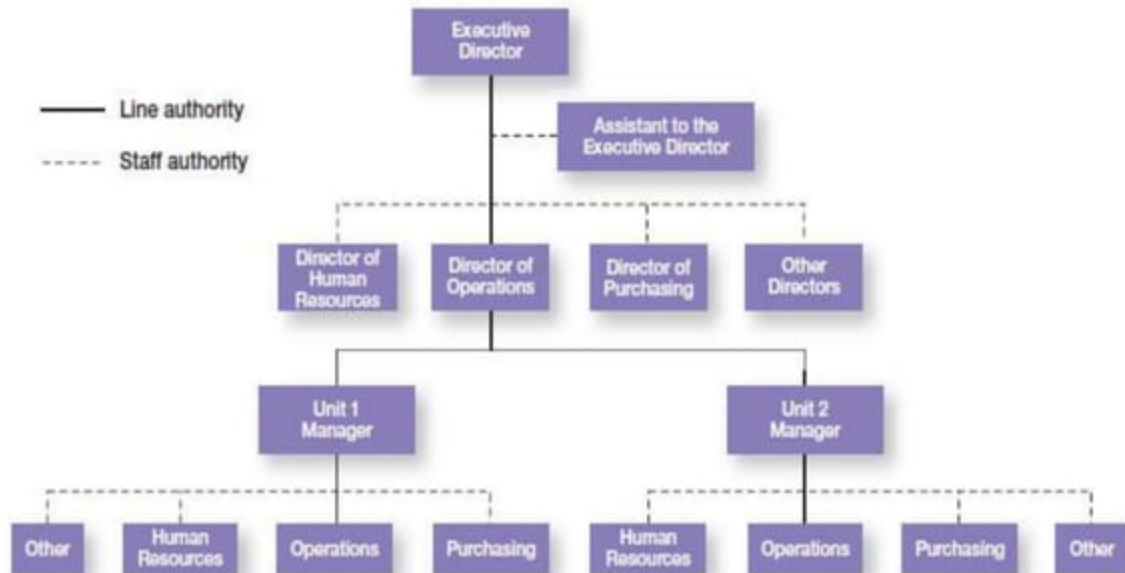 Executive
Director
Line authority
Assistant to the
Executive Director
Staff authority
Director of
Human
Resources
Director of
Operations
Director of
Purchasing
Other
Directors
Unit 1
Manager
Unit 2
Manager
Other
Human
Resources
Operations
Purchasing
Human
Resources
Operations
Purchasing
Other